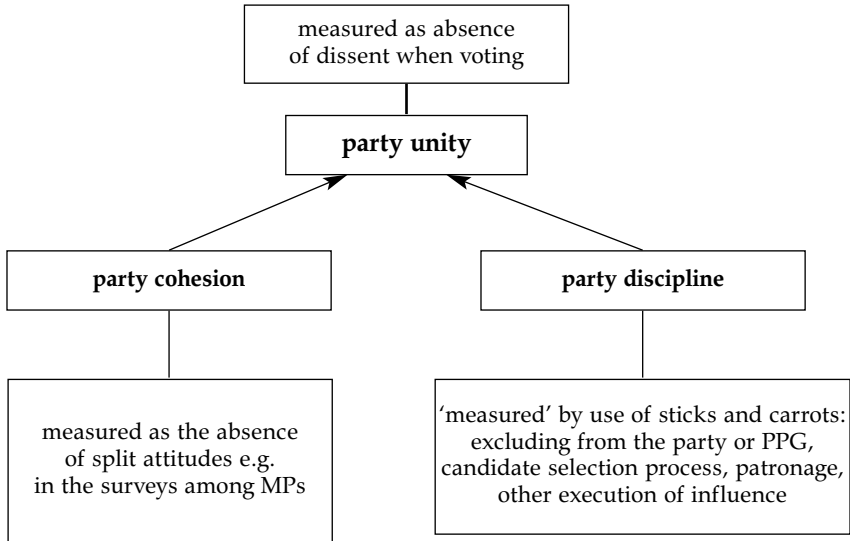 measured as absence
of dissent when voting
party unity
party cohesion
party discipline
measured as the absence
of split attitudes e.g.
in the surveys among MPs
‘measured’ by use of sticks and carrots:
excluding from the party or PPG,
candidate selection process, patronage,
other execution of influence